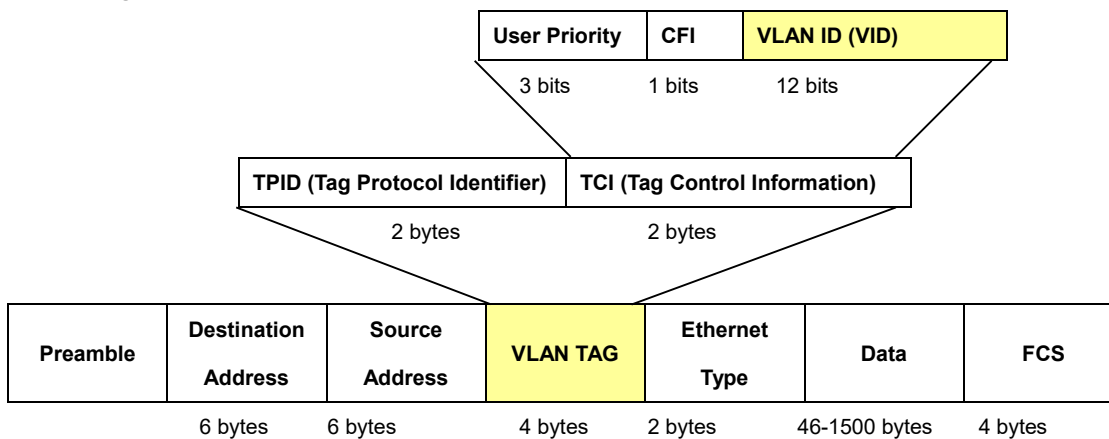 User Priority CFI VLAN ID (VID)
3 bits 1 bits 12 bits
TPID (Tag Protocol Identifier) TCI (Tag Control Information)
2 bytes 2 bytes
Preamble Destination Address Source Address VLAN TAG Ethernet Type Data FCS
6 bytes 6 bytes 4 bytes 2 bytes 46-1500 bytes 4 bytes